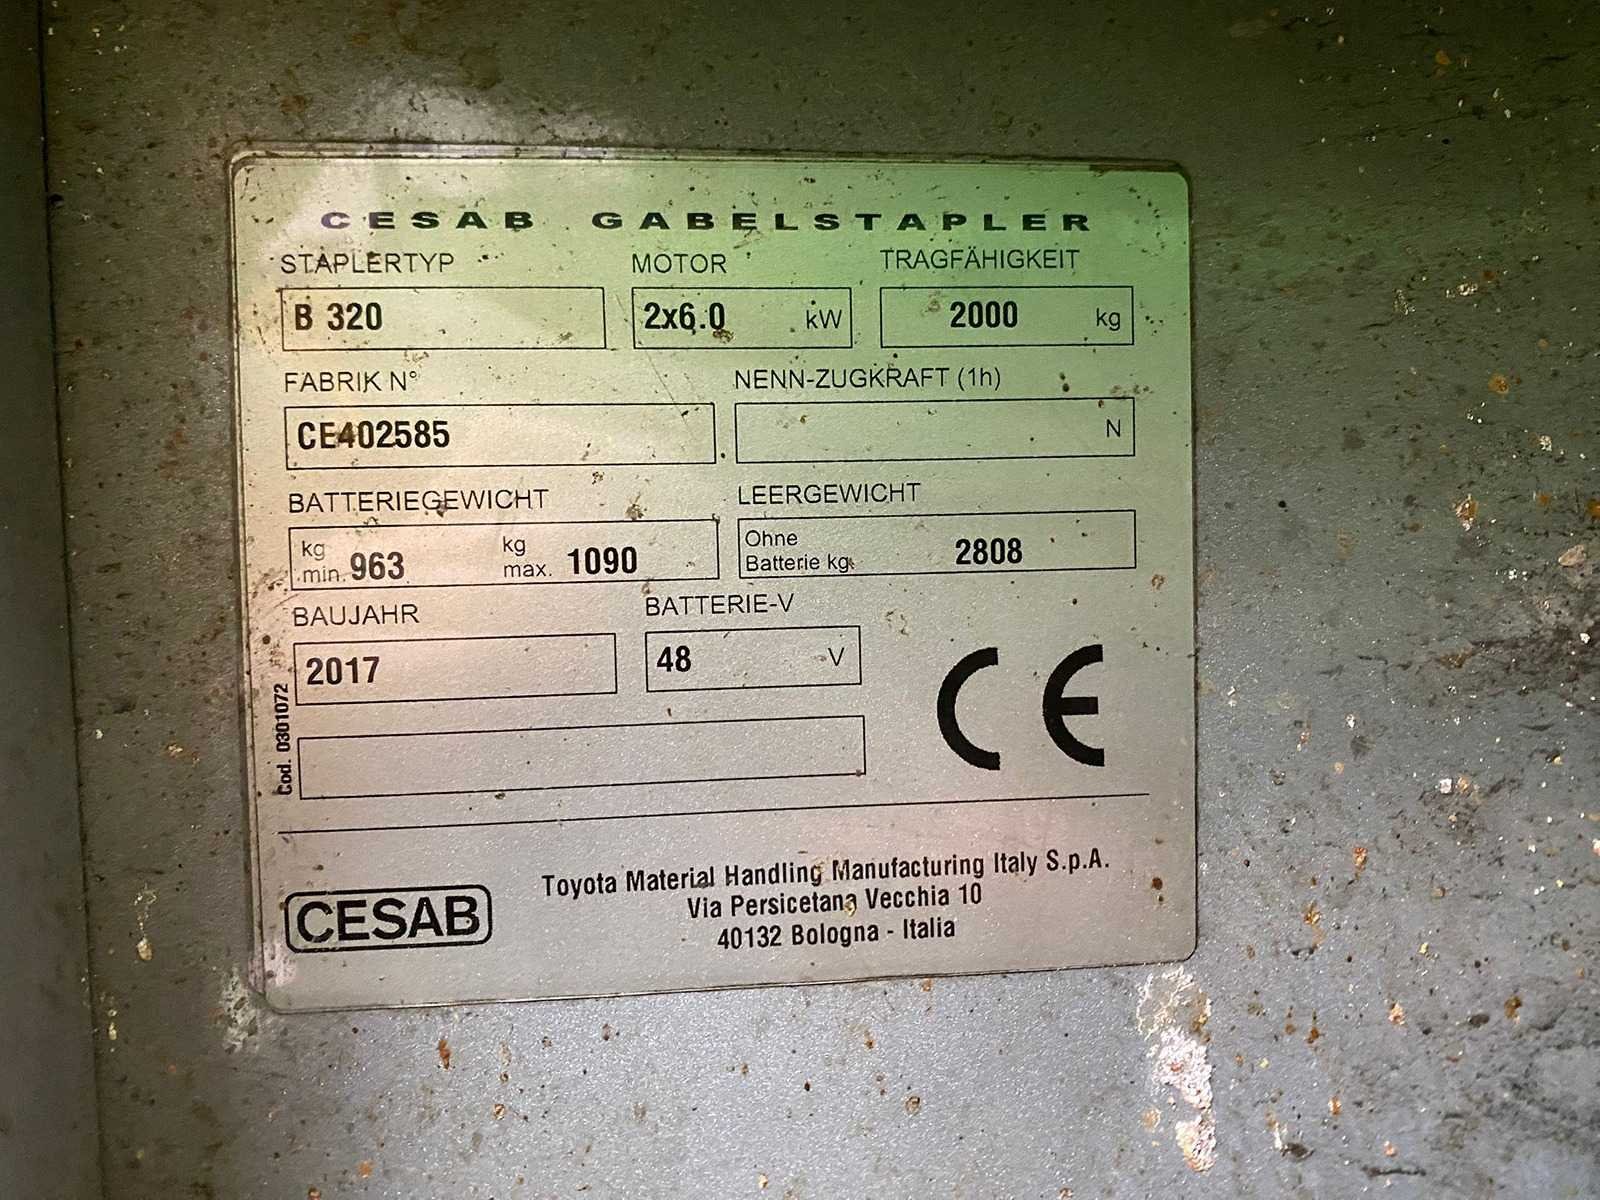 CESAB GABELSTAPLER
STAPLERTYP MOTOR TRAGFÄHIGKEIT
B 320 2x6.0 kW 2000 kg
FABRIK N° NENN-ZUGKRAFT (1h)
CE402585 N
BATTERIEGEWICHT LEERGEWICHT
kg min. 963 kg max. 1090 Ohne Batterie kg 2808
BAUJAHR BATTERIE-V
2017 48 V
CE
Cod. 0301072
CESAB
Toyota Material Handling Manufacturing Italy S.p.A.
Via Persicetana Vecchia 10
40132 Bologna - Italia